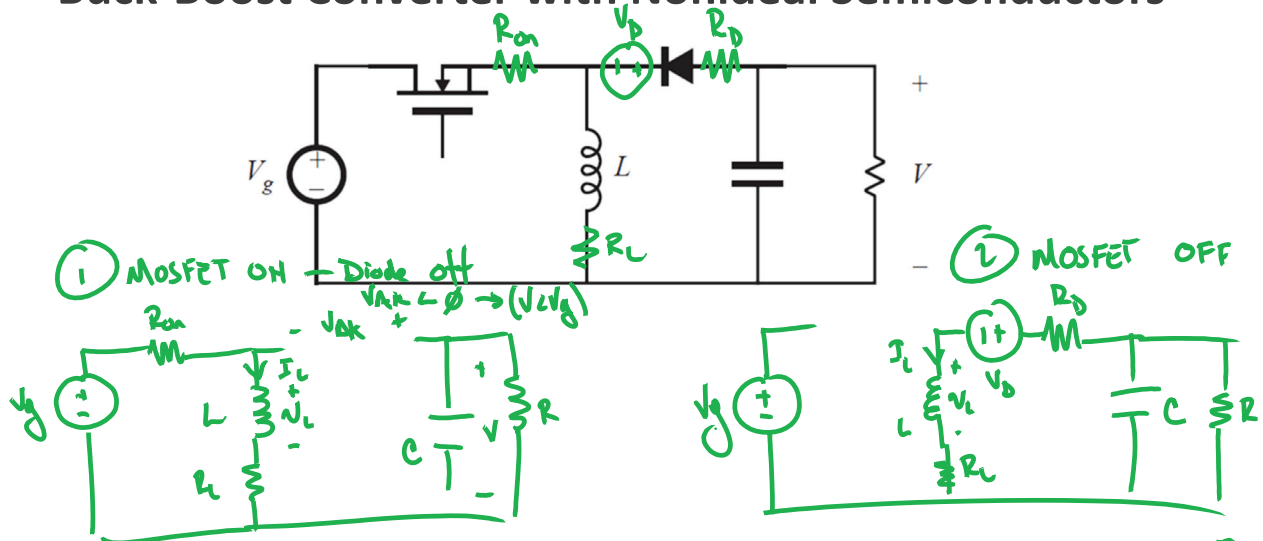 Buck-Boost Converter with Nonideal Semiconductors
Ron
VD
RD
+
Vg
+
−
L
V
RL
−
① MOSFET ON – Diode off
VAK < Ø → (V<Vg)
② MOSFET OFF
Ron
- VAK +
IL
Vg
+
−
L
+
VL
-
RL
C
+
V
−
R
RD
VD
IL
+
VL
-
L
RL
Vg
+
−
C
R